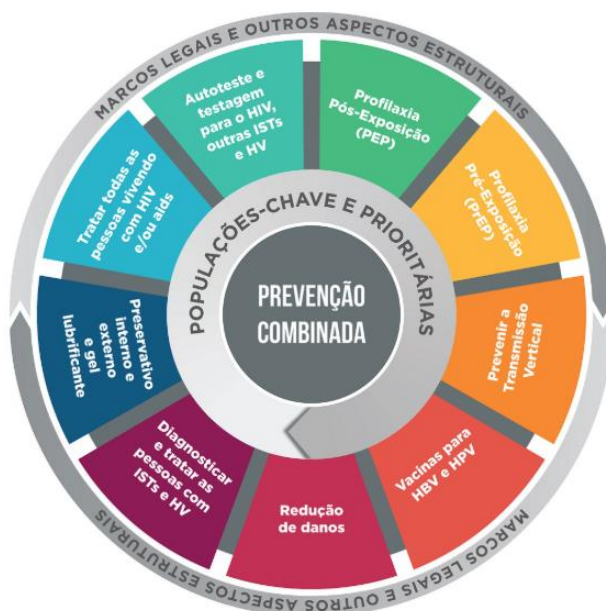 MARCOS LEGAIS E OUTROS ASPECTOS ESTRUTURAIS
Autoteste e
testagem
para o HIV,
outras ISTs
e HV
Profilaxia
Pós-Exposição
(PEP)
Profilaxia
Pré-Exposição
(PrEP)
Prevenir a
Transmissão
Vertical
Vacinas para
HBV e HPV
Redução
de danos
Diagnosticar
e tratar as
pessoas com
ISTs e HV
Preservativo
interno e
externo
e gel
lubrificante
Tratar todas as
pessoas vivendo
com HIV
e/ou aids
POPULAÇÕES-CHAVE E PRIORITÁRIAS
PREVENÇÃO
COMBINADA
MARCOS LEGAIS E OUTROS ASPECTOS ESTRUTURAIS